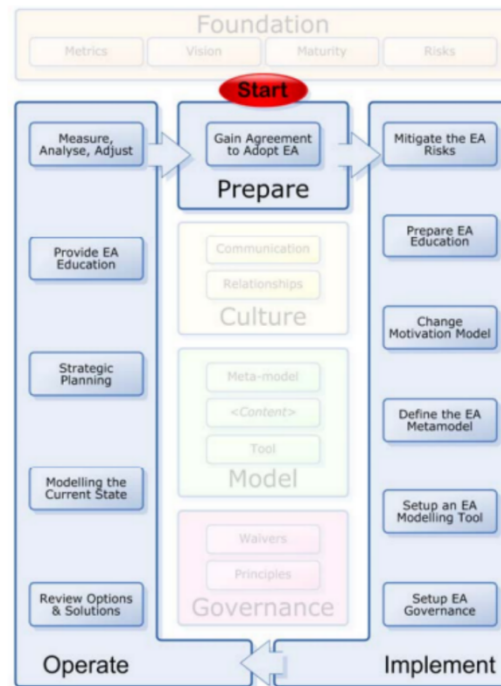 Foundation
Metrics
Vision
Maturity
Risks
Start
Measure,
Analyse, Adjust
Gain Agreement
to Adopt EA
Mitigate the EA
Risks
Prepare
Provide EA
Education
Communication
Relationships
Culture
Prepare EA
Education
Change
Motivation Model
Strategic
Planning
Meta-model
<Content>
Tool
Model
Define the EA
Metamodel
Modelling the
Current State
Setup an EA
Modelling Tool
Waivers
Principles
Governance
Review Options
& Solutions
Setup EA
Governance
Operate
Implement